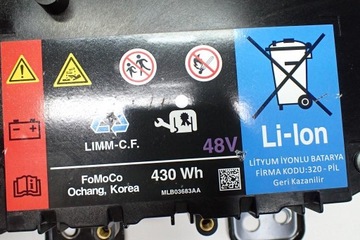 LIMM-C.F.
48V
Li-Ion
FoMoCo
Ochang, Korea
430 Wh
MLB03683AA
LİTYUM İYONLU BATARYA
FİRMA KODU:320 - PİL
Geri Kazanilir